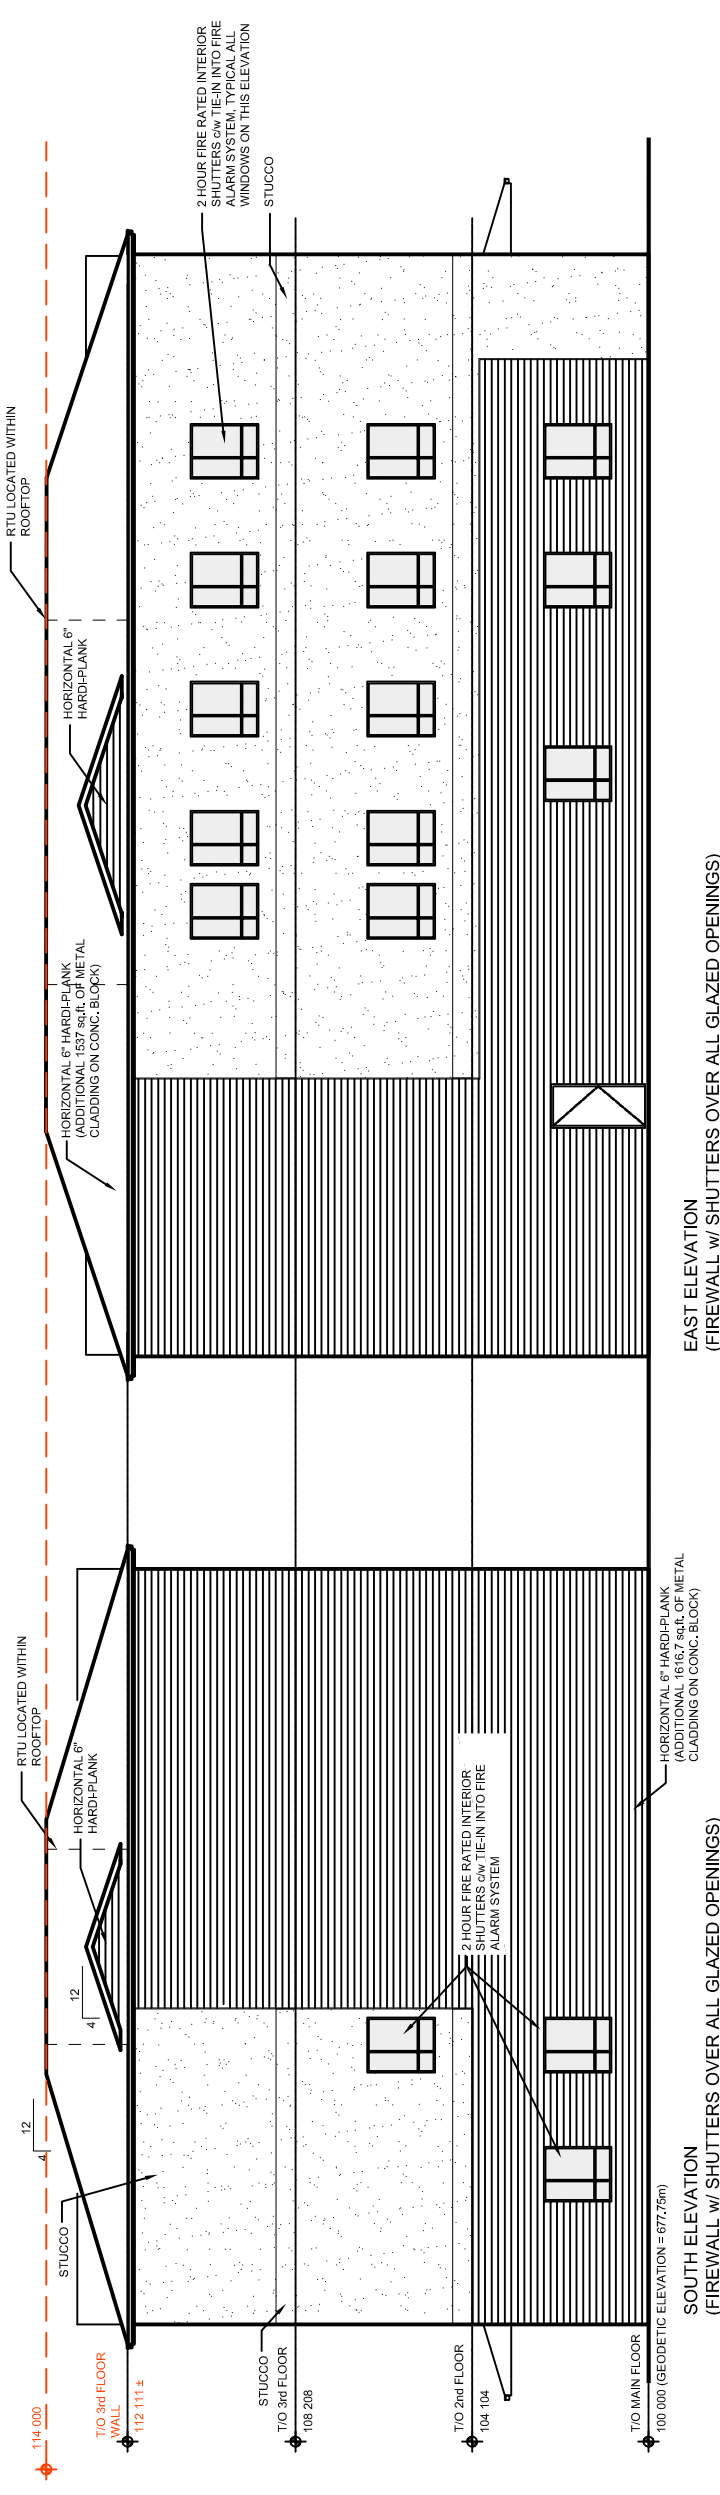 114 000
T/O 3rd FLOOR
WALL
112 111 ±
T/O 3rd FLOOR
108 208
T/O 2nd FLOOR
104 104
T/O MAIN FLOOR
100 000 (GEODETIC ELEVATION = 677.75m)
STUCCO
STUCCO
12
4
12
4
RTU LOCATED WITHIN
ROOFTOP
HORIZONTAL 6"
HARDI-PLANK
2 HOUR FIRE RATED INTERIOR
SHUTTERS c/w TIE-IN INTO FIRE
ALARM SYSTEM
HORIZONTAL 6" HARDI-PLANK
(ADDITIONAL 1616.7 sq.ft. OF METAL
CLADDING ON CONC. BLOCK)
SOUTH ELEVATION
(FIREWALL w/ SHUTTERS OVER ALL GLAZED OPENINGS)
HORIZONTAL 6" HARDI-PLANK
(ADDITIONAL 1537 sq.ft. OF METAL
CLADDING ON CONC. BLOCK)
HORIZONTAL 6"
HARDI-PLANK
RTU LOCATED WITHIN
ROOFTOP
2 HOUR FIRE RATED INTERIOR
SHUTTERS c/w TIE-IN INTO FIRE
ALARM SYSTEM, TYPICAL ALL
WINDOWS ON THIS ELEVATION
STUCCO
EAST ELEVATION
(FIREWALL w/ SHUTTERS OVER ALL GLAZED OPENINGS)